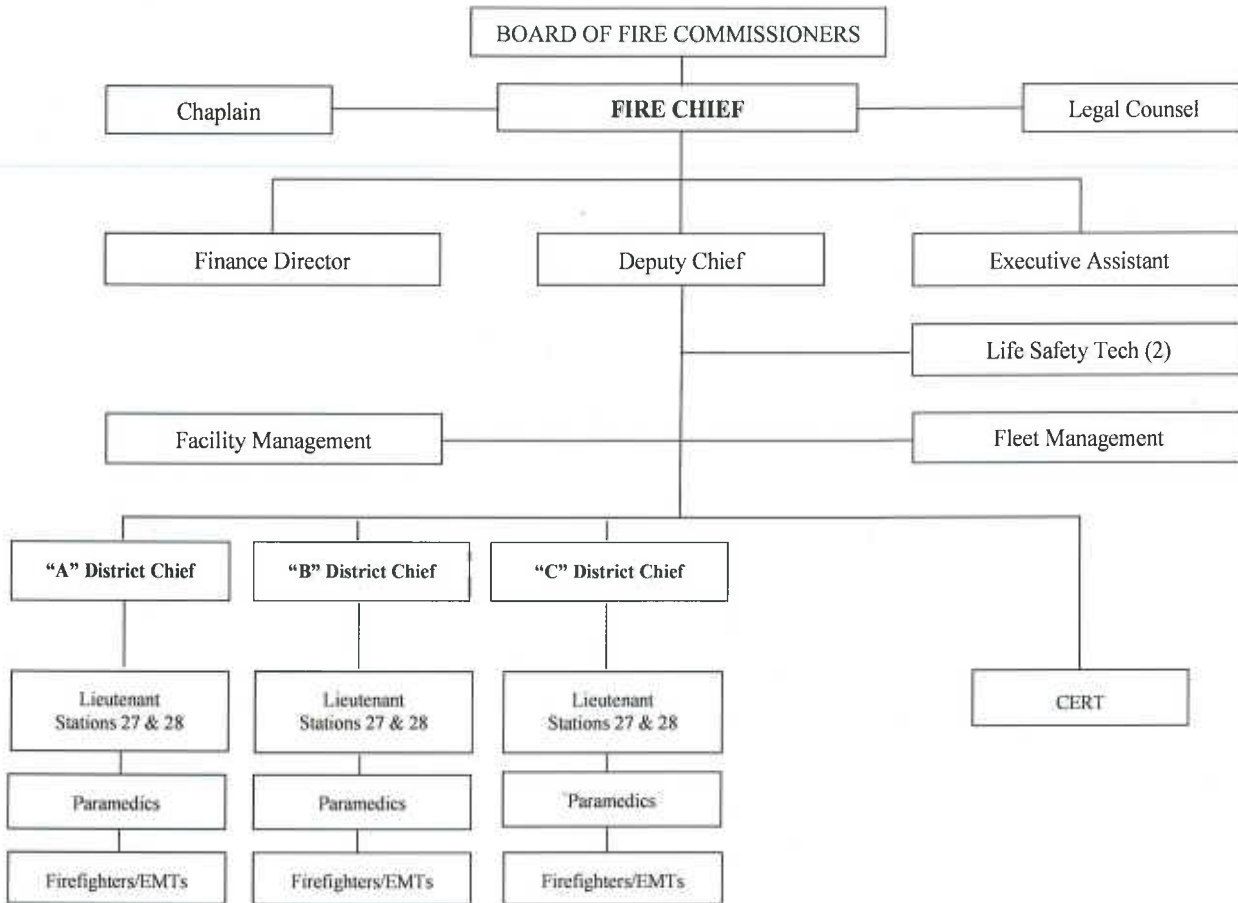 BOARD OF FIRE COMMISSIONERS
Chaplain
FIRE CHIEF
Legal Counsel
Finance Director
Deputy Chief
Executive Assistant
Life Safety Tech (2)
Facility Management
Fleet Management
“A” District Chief
“B” District Chief
“C” District Chief
Lieutenant
Stations 27 & 28
Lieutenant
Stations 27 & 28
Lieutenant
Stations 27 & 28
CERT
Paramedics
Paramedics
Paramedics
Firefighters/EMTs
Firefighters/EMTs
Firefighters/EMTs